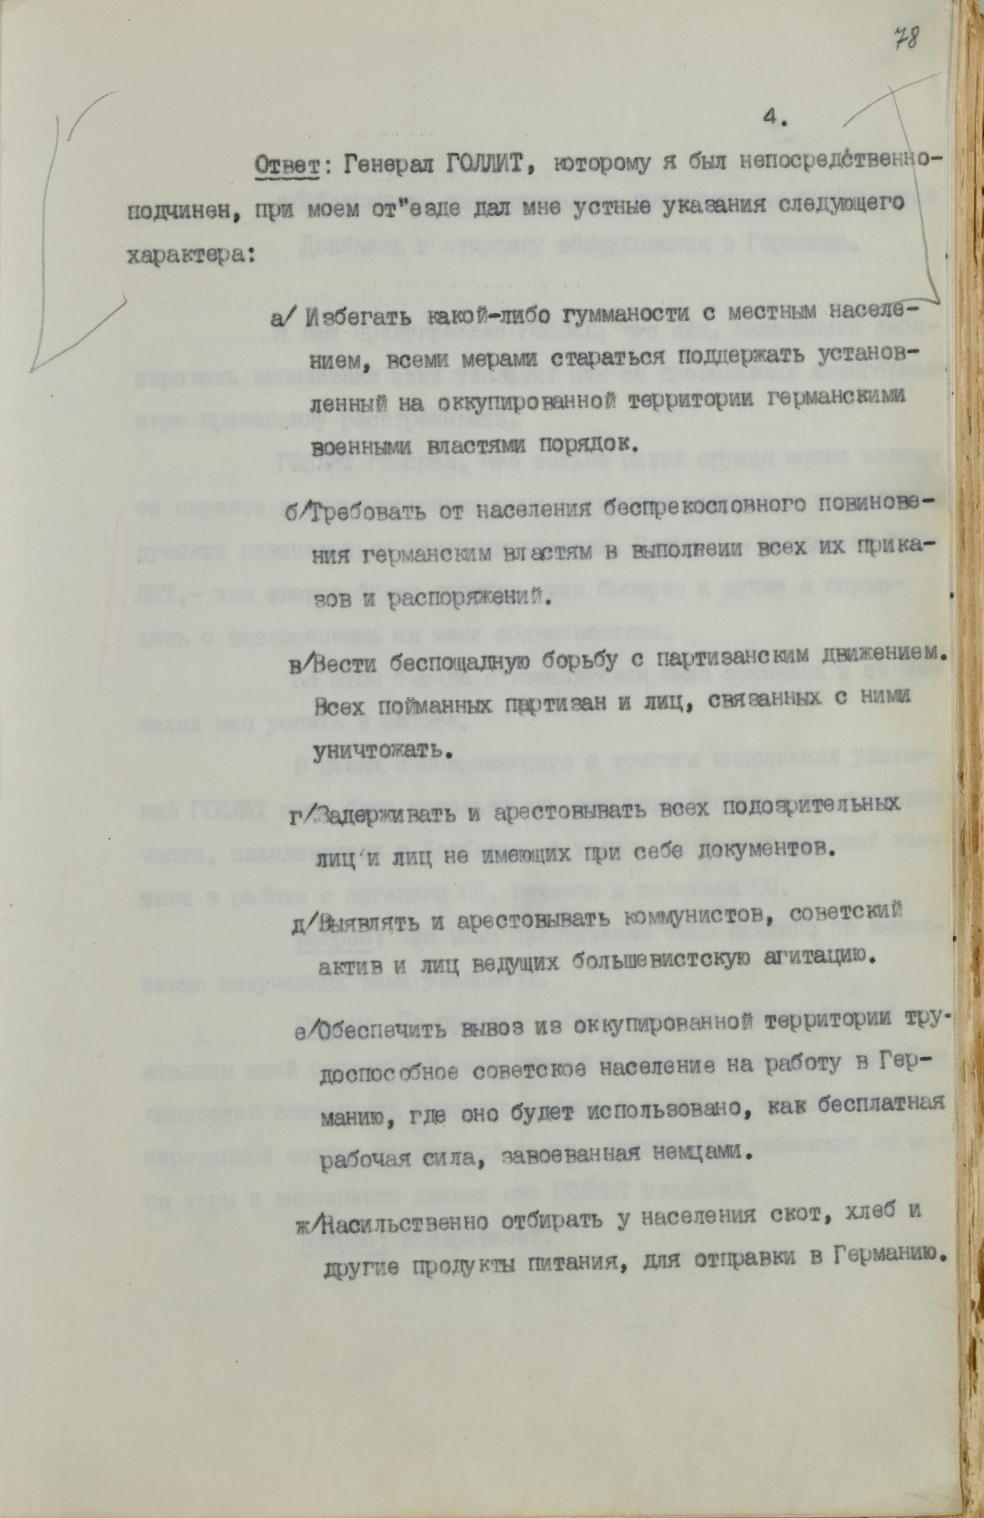 78
4.
Ответ: Генерал ГОЛЛИТ, которому я был непосредственно-
подчинен, при моем от"езде дал мне устные указания следующего
характера:
а/ Избегать какой-либо гумманости с местным населе-
нием, всеми мерами стараться поддержать установ-
ленный на оккупированной территории германскими
военными властями порядок.
б/Требовать от населения беспрекословного повинове-
ния германским властям в выполнеии всех их прика-
зов и распоряжений.
в/Вести беспощадную борьбу с партизанским движением.
Всех пойманных партизан и лиц, связанных с ними
уничтожать.
г/Задерживать и арестовывать всех подозрительных
лиц и лиц не имеющих при себе документов.
д/Выявлять и арестовывать коммунистов, советский
актив и лиц ведущих большевистскую агитацию.
е/Обеспечить вывоз из оккупированной территории тру-
доспособное советское население на работу в Гер-
манию, где оно будет использовано, как бесплатная
рабочая сила, завоеванная немцами.
ж/Насильственно отбирать у населения скот, хлеб и
другие продукты питания, для отправки в Германию.